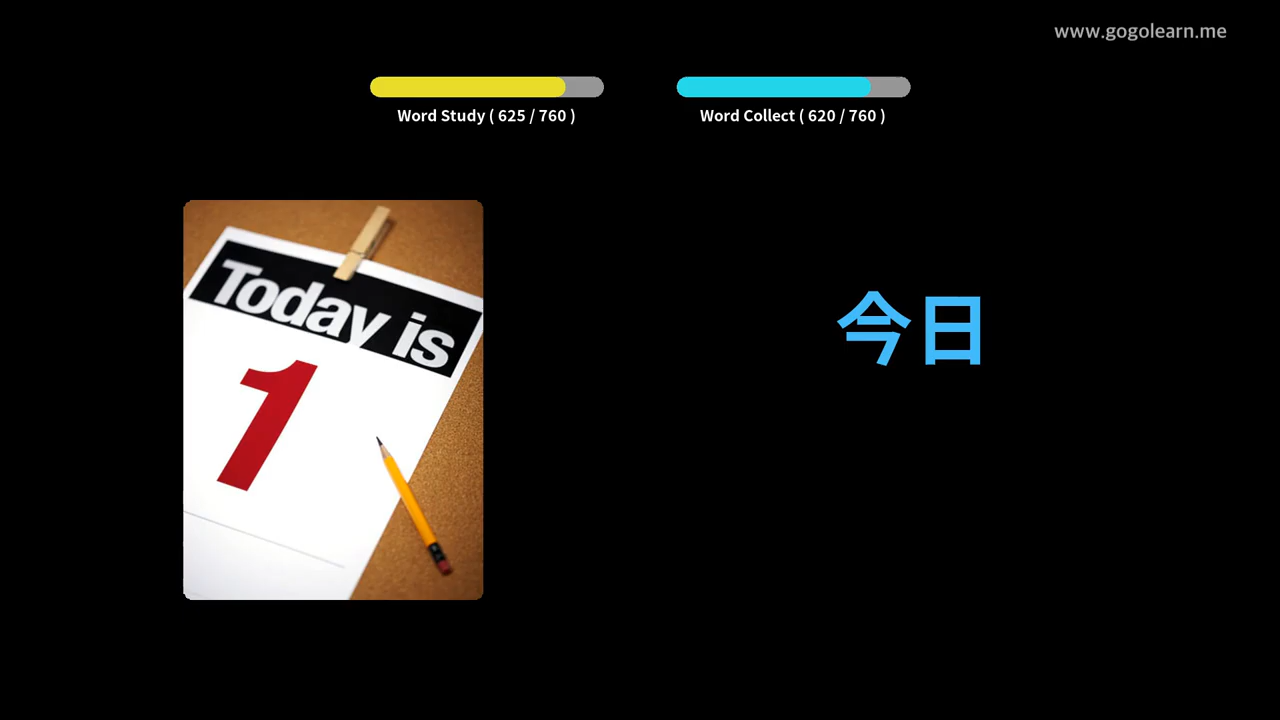 www.gogolearn.me
Word Study ( 625 / 760 )
Word Collect ( 620 / 760 )
Today is
1
今日